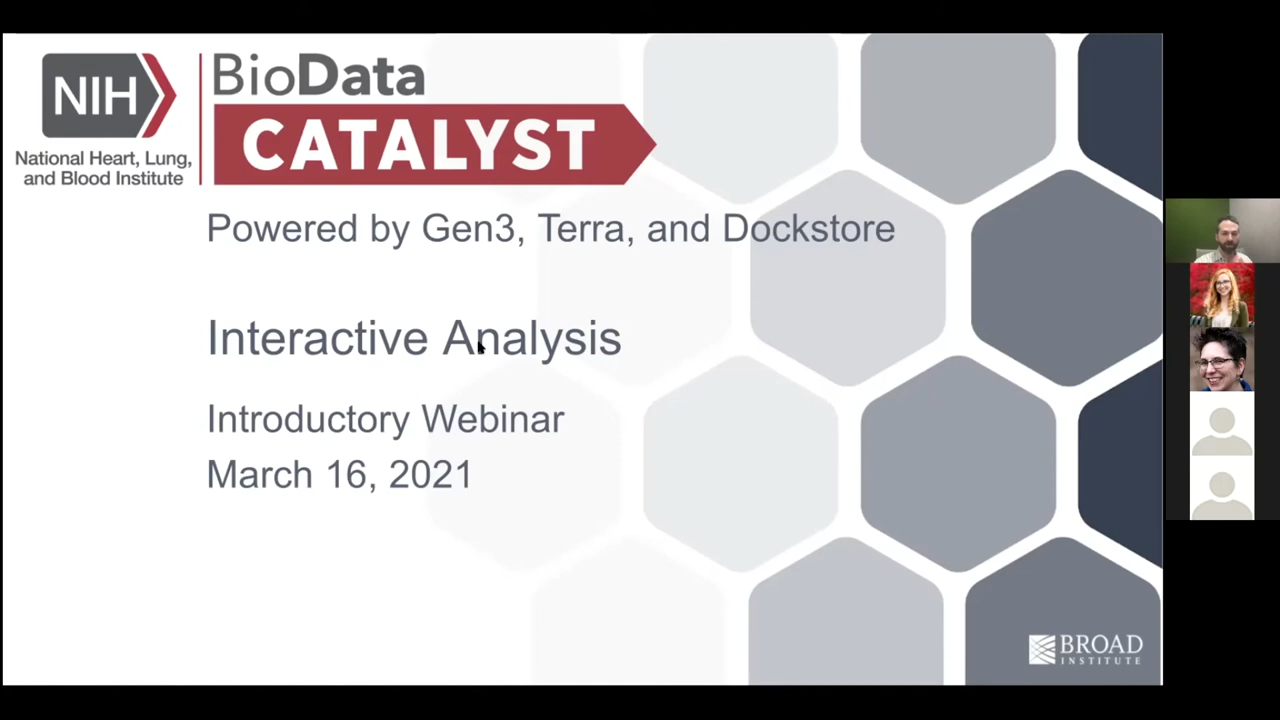 NIH
National Heart, Lung,
and Blood Institute
BioData
CATALYST
Powered by Gen3, Terra, and Dockstore
Interactive Analysis
Introductory Webinar
March 16, 2021
BROAD
INSTITUTE